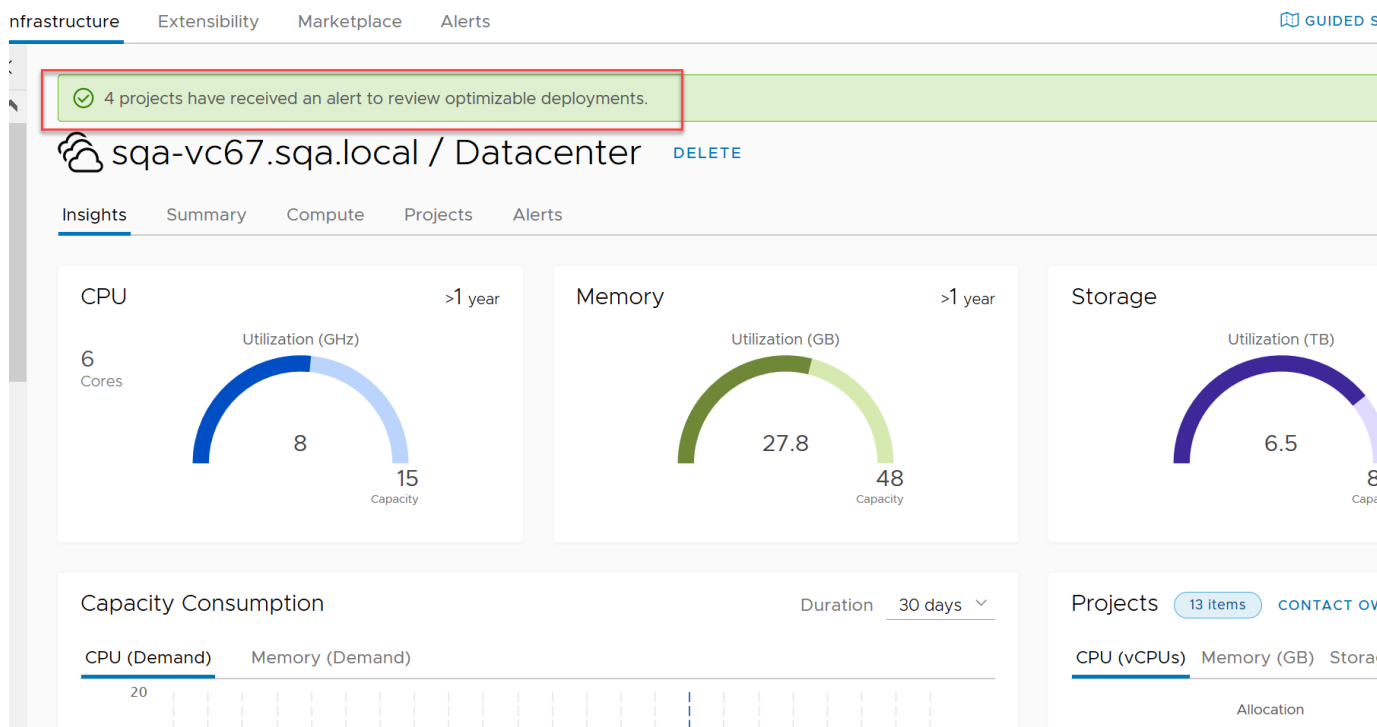 nfrastructure Extensibility Marketplace Alerts GUIDED S
4 projects have received an alert to review optimizable deployments.
sqa-vc67.sqa.local / Datacenter DELETE
Insights Summary Compute Projects Alerts
CPU >1 year
Utilization (GHz)
6
Cores
8
15
Capacity
Memory >1 year
Utilization (GB)
27.8
48
Capacity
Storage
Utilization (TB)
6.5
8
Capa
Capacity Consumption Duration 30 days
CPU (Demand) Memory (Demand)
20
Projects 13 items CONTACT OW
CPU (vCPUs) Memory (GB) Stora
Allocation